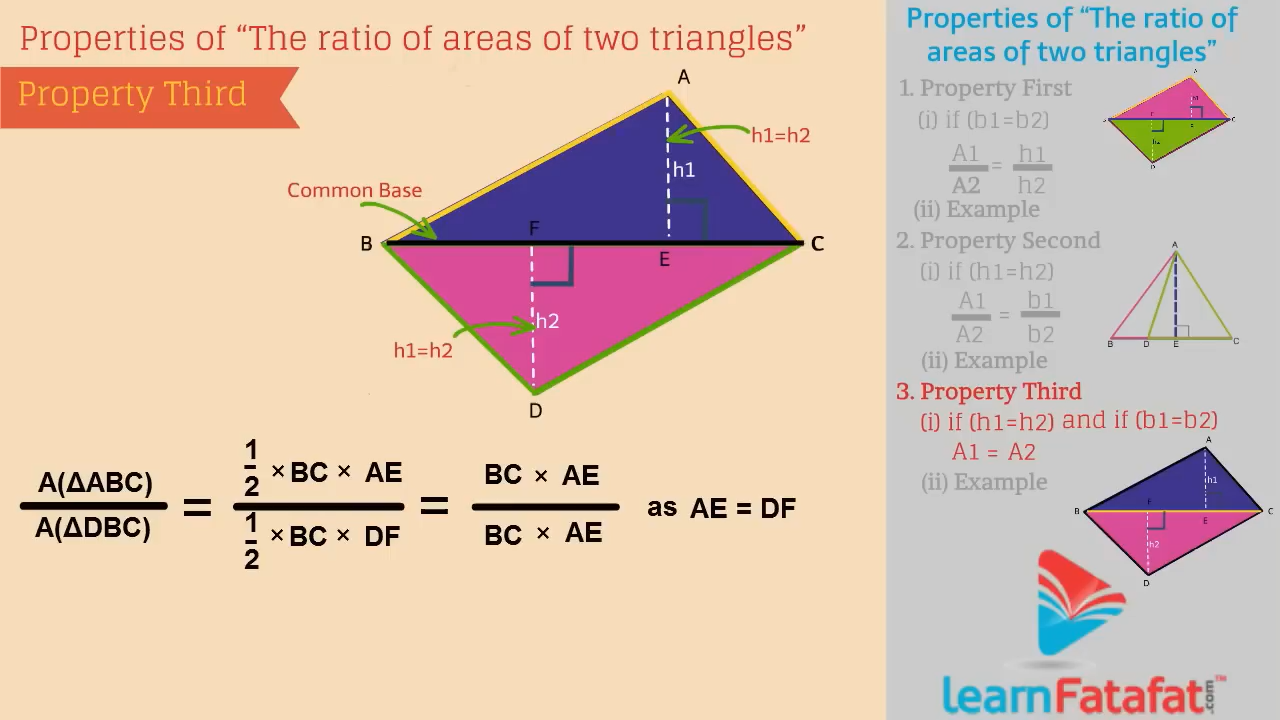 Properties of “The ratio of areas of two triangles”
Property Third
A
h1=h2
h1
Common Base
B
F
E
C
h2
h1=h2
D
A(ΔABC)
A(ΔDBC)
=
1
2
× BC × AE
1
2
× BC × DF
=
BC × AE
BC × AE
as AE = DF
Properties of “The ratio of
areas of two triangles”
1. Property First
(i) if (b1=b2)
A1
A2
=
h1
h2
(ii) Example
A
F
E
C
h2
D
2. Property Second
(i) if (h1=h2)
A1
A2
=
b1
b2
(ii) Example
A
B
D
E
C
3. Property Third
(i) if (h1=h2) and if (b1=b2)
A1 = A2
(ii) Example
A
h1
B
F
E
C
h2
D
learnFatafat.com™